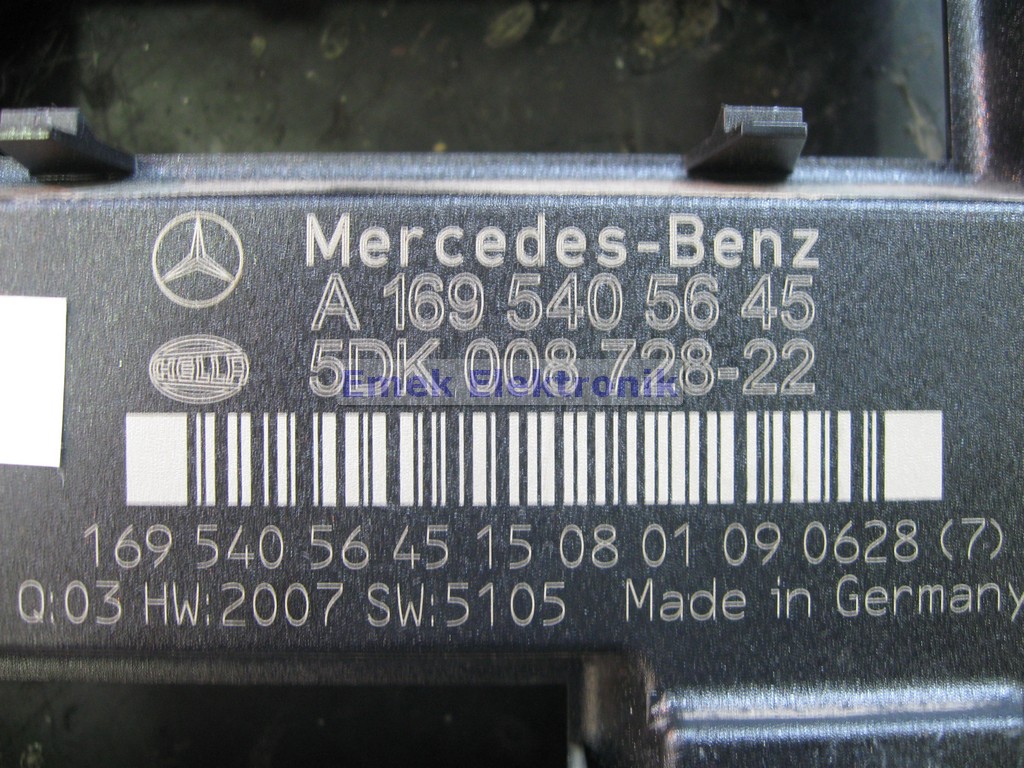 Mercedes-Benz
A 169 540 56 45
HELLA
5DK 008 728-22
Emek Elektronik
169 540 56 45 15 08 01 09 0628 (7)
Q:03 HW:2007 SW:5105 Made in Germany